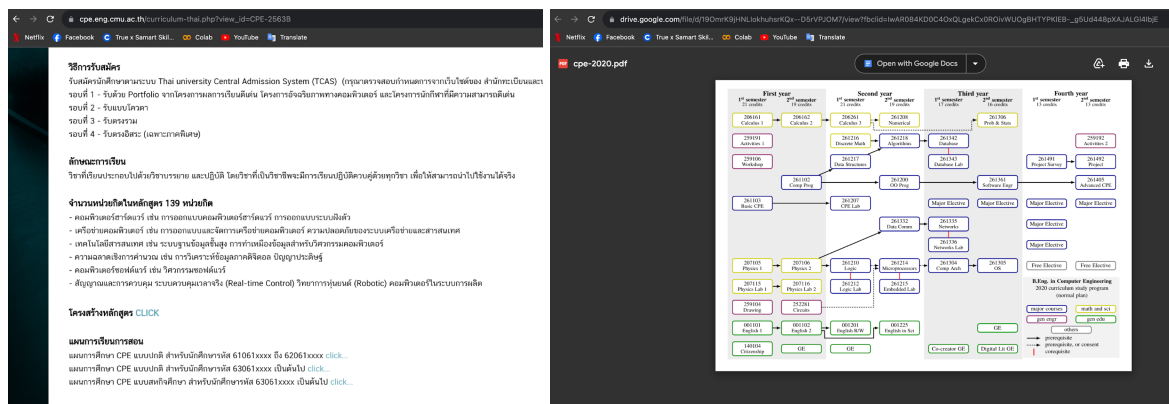 cpe.eng.cmu.ac.th/curriculum-thai.php?view_id=CPE-2563B
Netflix Facebook True x Samart Skil... Colab YouTube Translate
วิธีการรับสมัคร
รับสมัครนักศึกษาตามระบบ Thai university Central Admission System (TCAS) (กรุณาตรวจสอบกำหนดการจากเว็บไซต์ของ สำนักทะเบียนและ
รอบที่ 1 - รับด้วย Portfolio จากโครงการผลการเรียนดีเด่น โครงการอัจฉริยภาพทางคอมพิวเตอร์ และโครงการนักกีฬาที่มีความสามารถดีเด่น
รอบที่ 2 - รับแบบโควตา
รอบที่ 3 - รับตรงรวม
รอบที่ 4 - รับตรงอิสระ (เฉพาะภาคพิเศษ)
ลักษณะการเรียน
วิชาที่เรียนประกอบไปด้วยวิชาบรรยาย และปฏิบัติ โดยวิชาที่เป็นวิชาชีพจะมีการเรียนปฏิบัติควบคู่ด้วยทุกวิชา เพื่อให้สามารถนำไปใช้งานได้จริง
จำนวนหน่วยกิตในหลักสูตร 139 หน่วยกิต
- คอมพิวเตอร์ฮาร์ดแวร์ เช่น การออกแบบคอมพิวเตอร์ฮาร์ดแวร์ การออกแบบระบบฝังตัว
- เครือข่ายคอมพิวเตอร์ เช่น การออกแบบและจัดการเครือข่ายคอมพิวเตอร์ ความปลอดภัยของระบบเครือข่ายและสารสนเทศ
- เทคโนโลยีสารสนเทศ เช่น ระบบฐานข้อมูลชั้นสูง การทำเหมืองข้อมูลสำหรับวิศวกรรมคอมพิวเตอร์
- ความฉลาดเชิงการคำนวณ เช่น การวิเคราะห์ข้อมูลภาคดิจิตอล ปัญญาประดิษฐ์
- คอมพิวเตอร์ซอฟต์แวร์ เช่น วิศวกรรมซอฟต์แวร์
- สัญญาณและการควบคุม ระบบควบคุมเวลาจริง (Real-time Control) วิทยาการหุ่นยนต์ (Robotic) คอมพิวเตอร์ในระบบการผลิต
โครงสร้างหลักสูตร CLICK
แผนการเรียนการสอน
แผนการศึกษา CPE แบบปกติ สำหรับนักศึกษารหัส 61061xxxx ถึง 62061xxxx click...
แผนการศึกษา CPE แบบปกติ สำหรับนักศึกษารหัส 63061xxxx เป็นต้นไป click...
แผนการศึกษา CPE แบบสหกิจศึกษา สำหรับนักศึกษารหัส 63061xxxx เป็นต้นไป click...
Netflix Facebook True x Samart Skil... Colab YouTube Translate
PDF cpe-2020.pdf Open with Google Docs
First year Second year Third year Fourth year
1st semester 2nd semester 1st semester 2nd semester 1st semester 2nd semester 1st semester 2nd semester
21 credits 19 credits 21 credits 19 credits 17 credits 16 credits 13 credits 13 credits
206161 206162 206261 261208 261306
Calculus 1 Calculus 2 Calculus 3 Numerical Prob & Stats
259191 261216 261218 261342 259192
Activities 1 Discrete Math Algorithms Database Activities 2
259106 261217 261343 261491 261492
Workshop Data Structures Database Lab Project Survey Project
261102 261200 261361 261405
Comp Prog OO Prog Software Engr Advanced CPE
261103 261207 Major Elective Major Elective Major Elective Major Elective
Basic CPE CPE Lab
261332 261335 Major Elective
Data Comm Networks
261336 Major Elective
Networks Lab
207105 207106 261210 261214 261304 261305 Free Elective Free Elective
Physics 1 Physics 2 Logic Microprocessors Comp Arch OS
207115 207116 261212 261215
Physics Lab 1 Physics Lab 2 Logic Lab Embedded Lab
B.Eng. in Computer Engineering
2020 curriculum study program
(normal plan)
259104 252281
Drawing Circuits
major courses math and sci
gen engr gen edu
others
001101 001102 001201 001225 GE
English 1 English 2 English R/W English in Sci
prerequisite
prerequisite, or consent
corequisite
140104 GE GE Co-creator GE Digital Lit GE
Citizenship